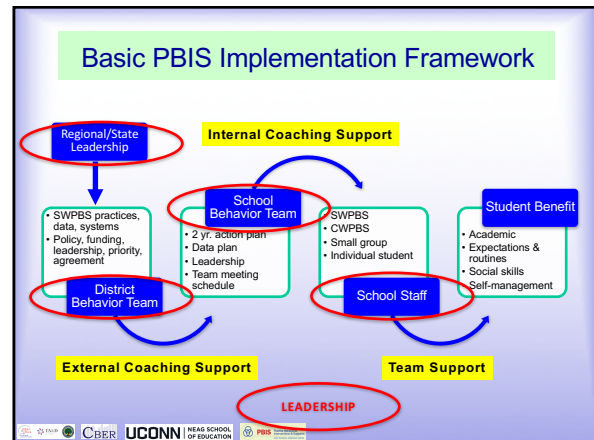 Basic PBIS Implementation Framework
Regional/State
Leadership
Internal Coaching Support
• SWPBS practices,
data, systems
• Policy, funding,
leadership, priority,
agreement
District
Behavior Team
School
Behavior Team
• 2 yr. action plan
• Data plan
• Leadership
• Team meeting
schedule
• SWPBS
• CWPBS
• Small group
• Individual student
School Staff
Student Benefit
• Academic
• Expectations &
routines
• Social skills
• Self-management
External Coaching Support
Team Support
LEADERSHIP
CBER
UCONN
NEAG SCHOOL
OF EDUCATION
PBIS